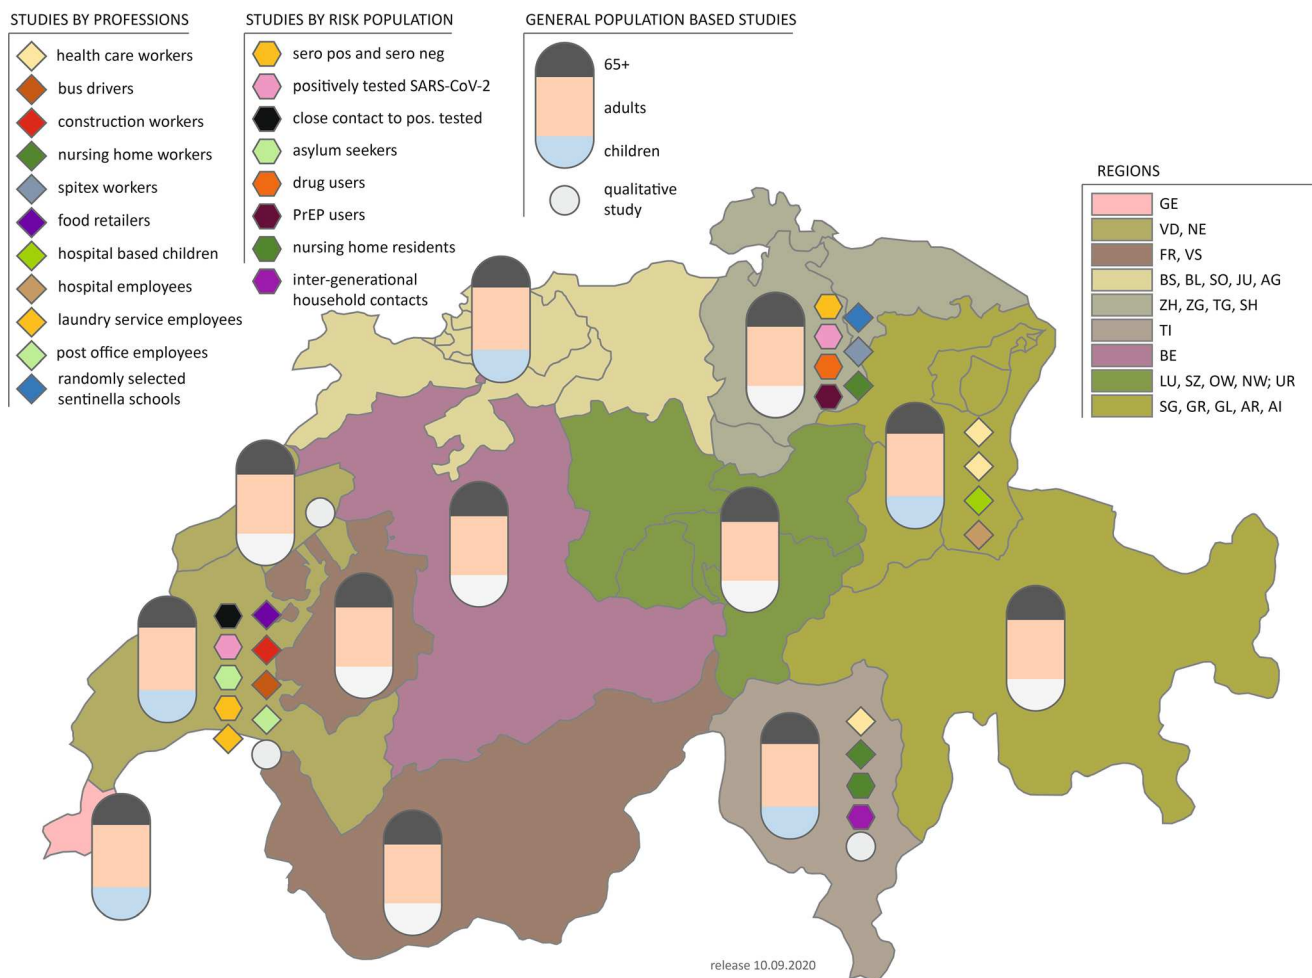 STUDIES BY PROFESSIONS
health care workers
bus drivers
construction workers
nursing home workers
spitex workers
food retailers
hospital based children
hospital employees
laundry service employees
post office employees
randomly selected
sentinella schools
STUDIES BY RISK POPULATION
sero pos and sero neg
positively tested SARS-CoV-2
close contact to pos. tested
asylum seekers
drug users
PrEP users
nursing home residents
inter-generational
household contacts
GENERAL POPULATION BASED STUDIES
65+
adults
children
qualitative
study
REGIONS
GE
VD, NE
FR, VS
BS, BL, SO, JU, AG
ZH, ZG, TG, SH
TI
BE
LU, SZ, OW, NW; UR
SG, GR, GL, AR, AI
release 10.09.2020